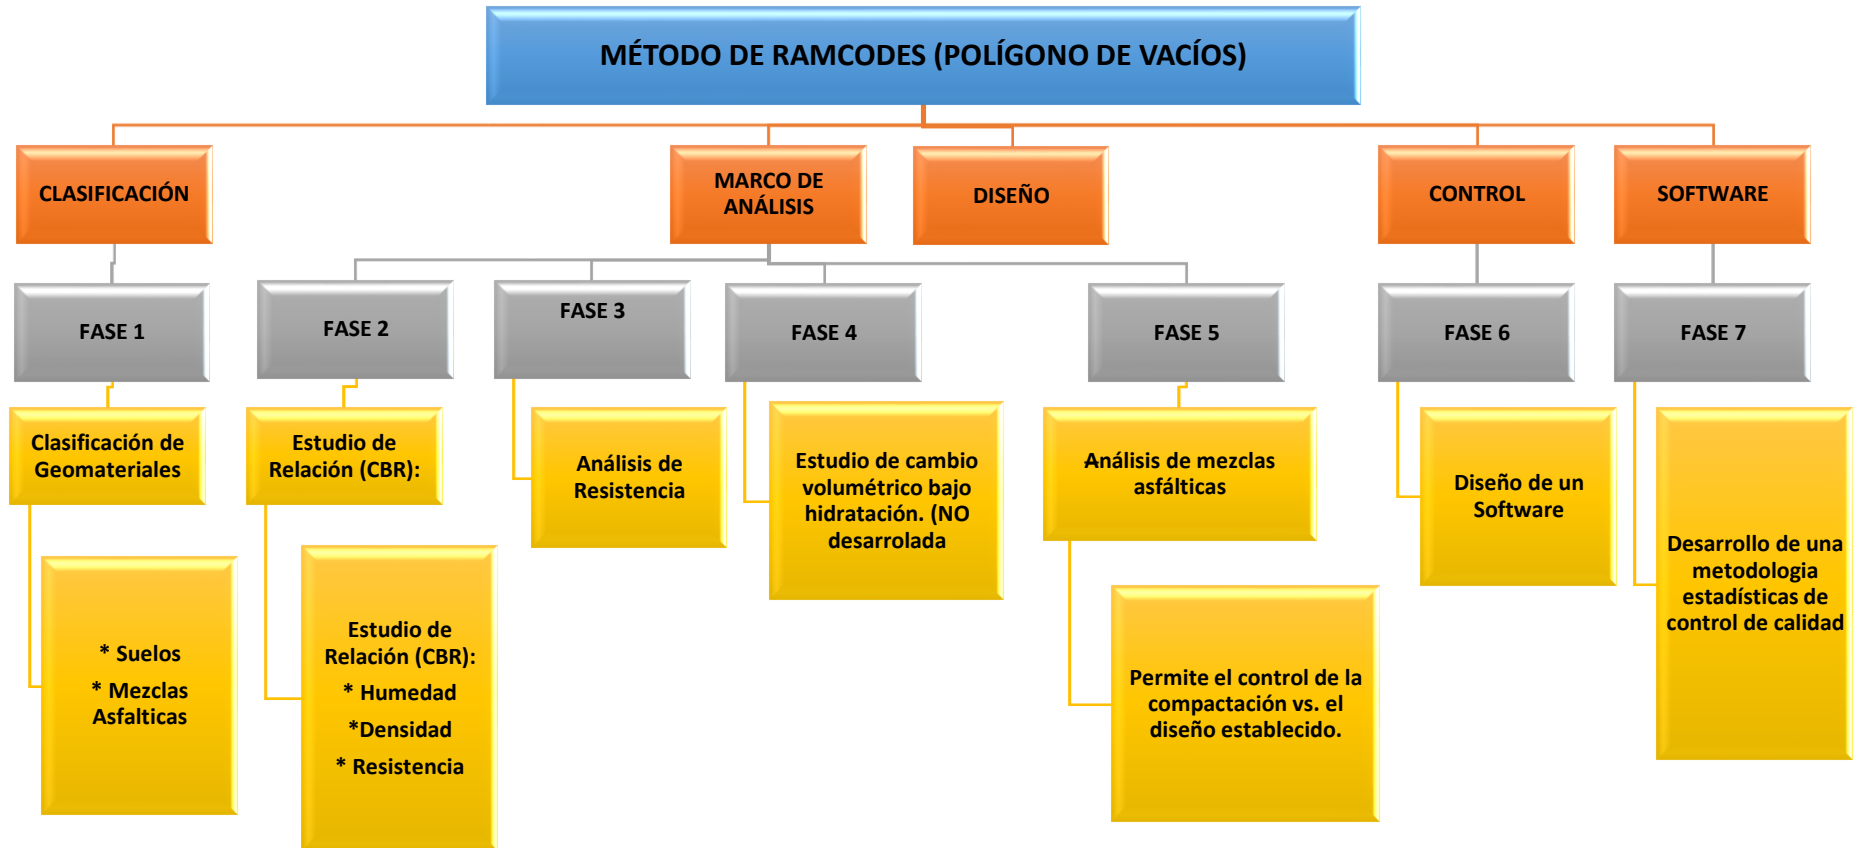 MÉTODO DE RAMCODES (POLÍGONO DE VACÍOS)
CLASIFICACIÓN
MARCO DE
ANÁLISIS
DISEÑO
CONTROL
SOFTWARE
FASE 1
FASE 2
FASE 3
FASE 4
FASE 5
FASE 6
FASE 7
Clasificación de
Geomateriales
Estudio de
Relación (CBR):
Análisis de
Resistencia
Estudio de cambio
volumétrico bajo
hidratación. (NO
desarrolada
Análisis de mezclas
asfálticas
Diseño de un
Software
Desarrollo de una
metodologia
estadísticas de
control de calidad
* Suelos
* Mezclas
Asfalticas
Estudio de
Relación (CBR):
* Humedad
*Densidad
* Resistencia
Permite el control de la
compactación vs. el
diseño establecido.